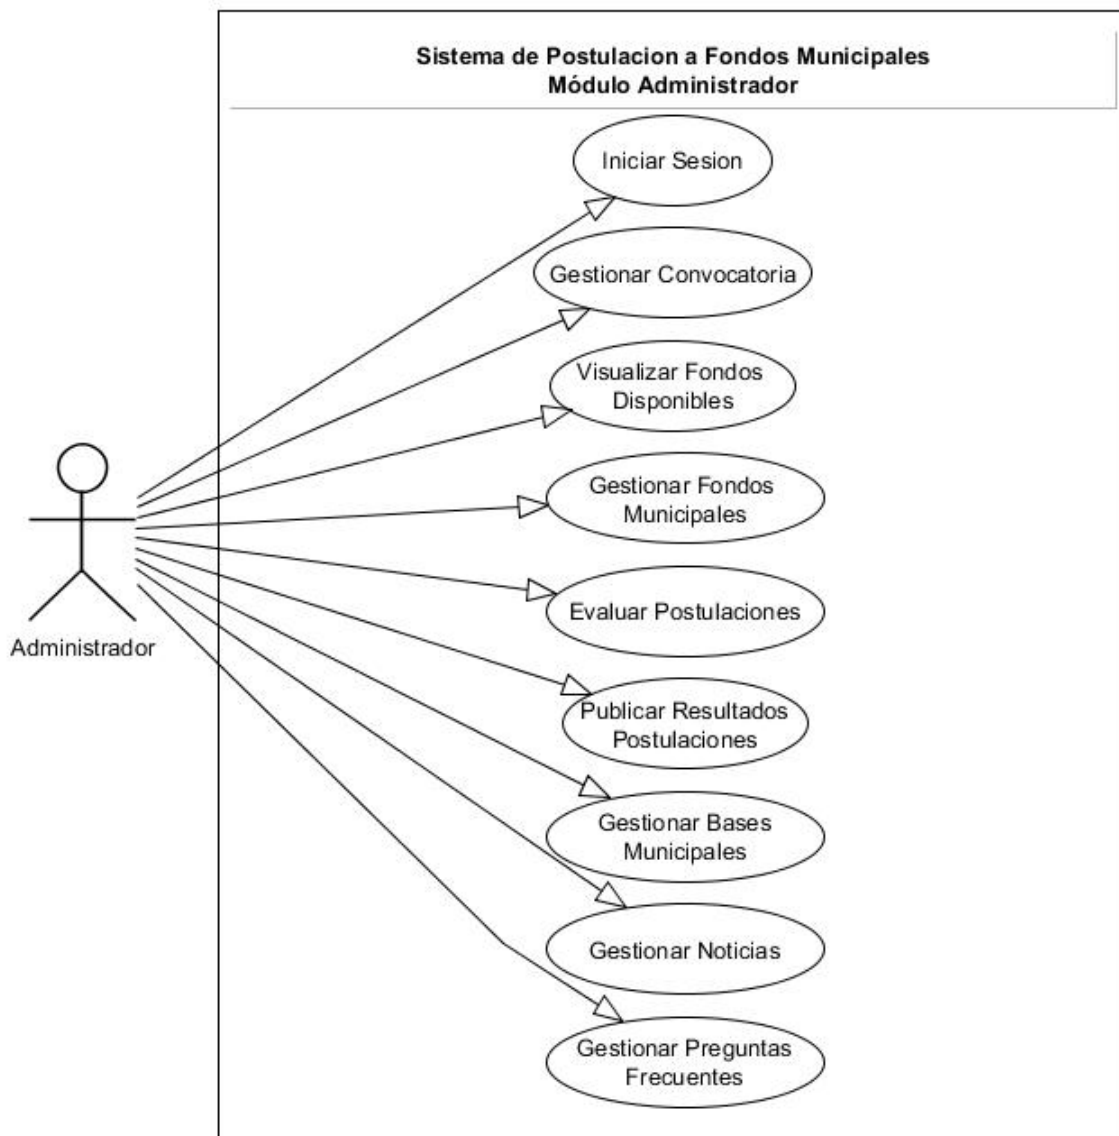 Sistema de Postulacion a Fondos Municipales
Módulo Administrador
Iniciar Sesion
Gestionar Convocatoria
Visualizar Fondos
Disponibles
Gestionar Fondos
Municipales
Evaluar Postulaciones
Administrador
Publicar Resultados
Postulaciones
Gestionar Bases
Municipales
Gestionar Noticias
Gestionar Preguntas
Frecuentes